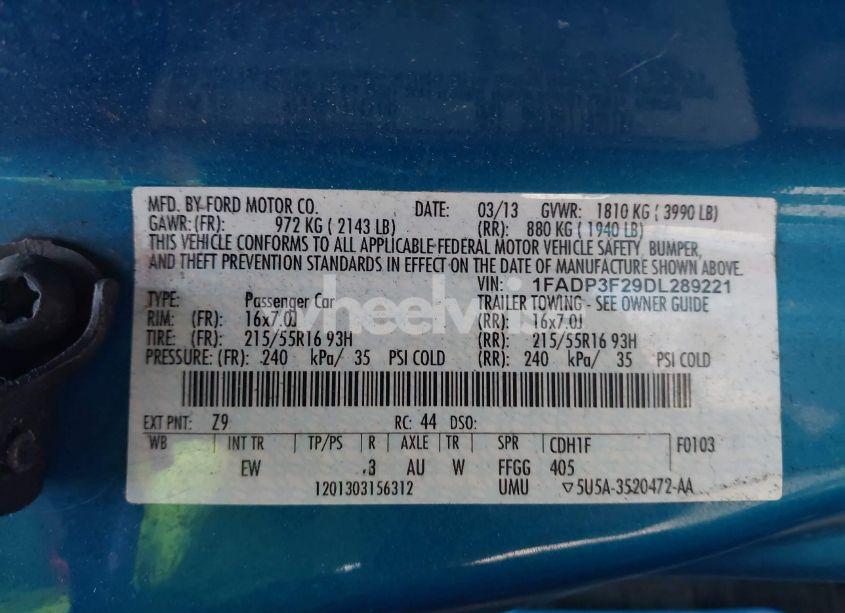 MFD. BY FORD MOTOR CO. DATE: 03/13 GVWR: 1810 KG ( 3990 LB)
GAWR: (FR): 972 KG ( 2143 LB) (RR): 880 KG ( 1940 LB)
THIS VEHICLE CONFORMS TO ALL APPLICABLE FEDERAL MOTOR VEHICLE SAFETY, BUMPER,
AND THEFT PREVENTION STANDARDS IN EFFECT ON THE DATE OF MANUFACTURE SHOWN ABOVE.
VIN: 1FADP3F29DL289221
TYPE: Passenger Car TRAILER TOWING - SEE OWNER GUIDE
RIM: (FR): 16x7.0J (RR): 16x7.0J
TIRE: (FR): 215/55R16 93H (RR): 215/55R16 93H
PRESSURE: (FR): 240 kPa/ 35 PSI COLD (RR): 240 kPa/ 35 PSI COLD
EXT PNT: Z9 RC: 44 DSO:
WB INT TR TP/PS R AXLE TR SPR CDH1F F0103
EW .3 AU W FFGG 405
1201303156312 UMU ▽5U5A-3520472-AA